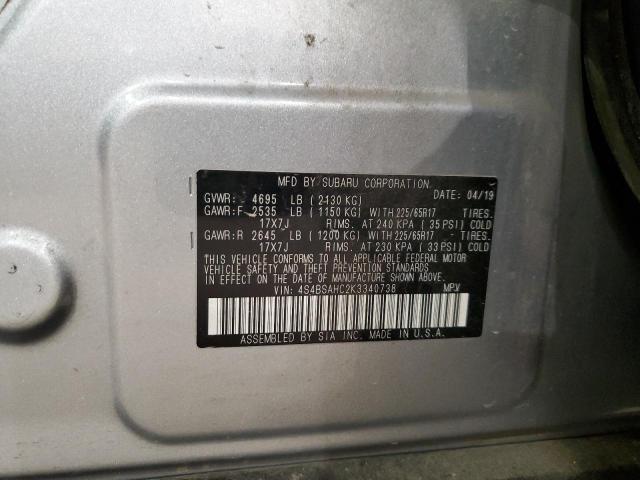 MFD BY SUBARU CORPORATION
DATE: 04/19
GVWR: 4695 LB (2130 KG)
GAWR:F 2535 LB (1150 KG) WITH 225/65R17 TIRES.
17X7J RIMS. AT 240 KPA (35 PSI) COLD
GAWR:R 2645 LB (1200 KG) WITH 225/65R17 TIRES.
17X7J RIMS. AT 230 KPA (33 PSI) COLD
THIS VEHICLE CONFORMS TO ALL APPLICABLE FEDERAL MOTOR
VEHICLE SAFETY AND THEFT PREVENTION STANDARDS
IN EFFECT ON THE DATE OF MANUFACTURE SHOWN ABOVE.
VIN: 4S4BSAHC2K3340738 MPV
ASSEMBLED BY SIA INC. MADE IN U.S.A.